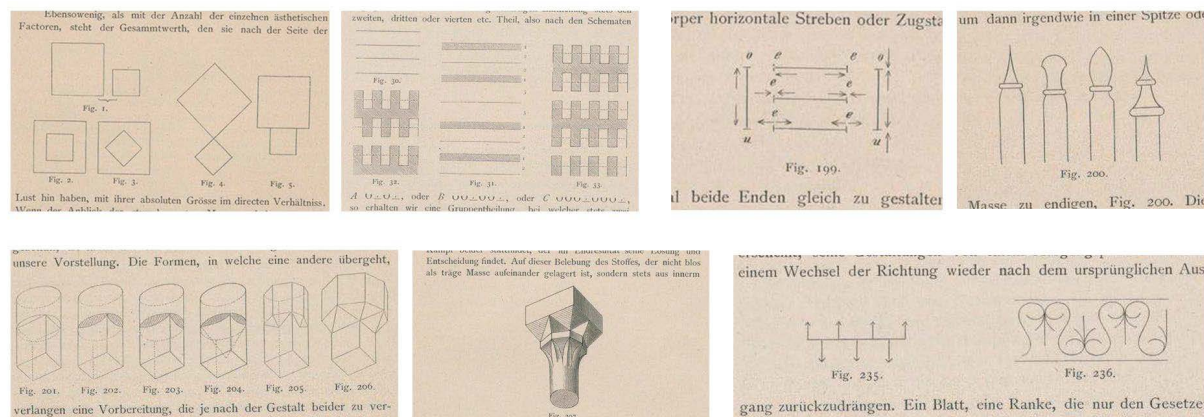 Ebensowenig, als mit der Anzahl der einzelnen ästhetischen
Factoren, steht der Gesammtwerth, den sie nach der Seite der
Fig. 1.
Fig. 2.
Fig. 3.
Fig. 4.
Fig. 5.
Lust hin haben, mit ihrer absoluten Grösse im directen Verhältniss.
zweiten, dritten oder vierten etc. Theil, also nach den Schematen
Fig. 30.
Fig. 32.
Fig. 31.
Fig. 33.
A ∪∪⊥∪⊥, oder B ∪∪⊥∪∪⊥, oder C ∪∪∪⊥∪∪∪⊥,
so erhalten wir eine Gruppentheilung, bei welcher stets zwei
rper horizontale Streben oder Zugsta
o e e o
e e
e e
u u
Fig. 199.
al beide Enden gleich zu gestalten
um dann irgendwie in einer Spitze od
Fig. 200.
Masse zu endigen, Fig. 200. Die
unsere Vorstellung. Die Formen, in welche eine andere übergeht,
Fig. 201. Fig. 202. Fig. 203. Fig. 204. Fig. 205. Fig. 206.
verlangen eine Vorbereitung, die je nach der Gestalt beider zu ver-
Entscheidung findet. Auf dieser Belebung des Stoffes, der nicht blos
als träge Masse aufeinander gelagert ist, sondern stets aus innerm
einem Wechsel der Richtung wieder nach dem ursprünglichen Aus
Fig. 235.
Fig. 236.
gang zurückzudrängen. Ein Blatt, eine Ranke, die nur den Gesetze